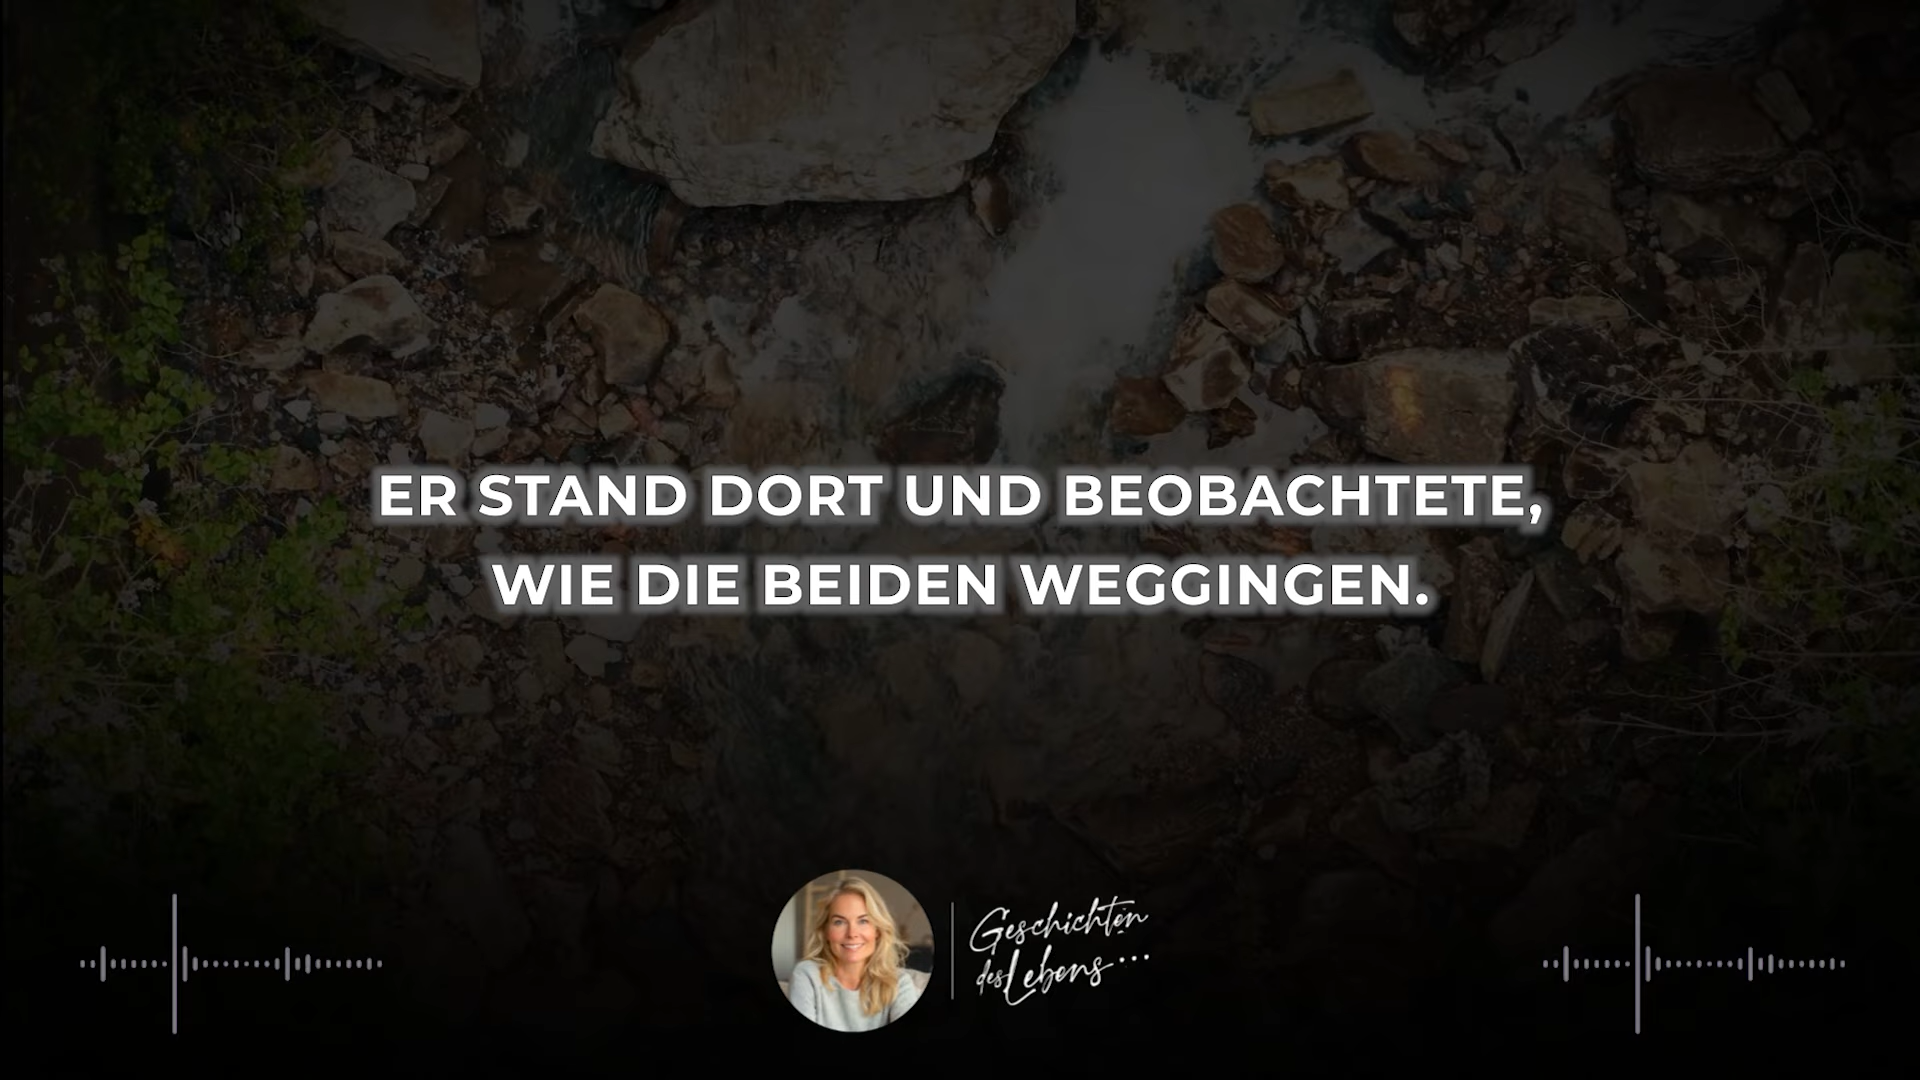 ER STAND DORT UND BEOBACHTETE,
WIE DIE BEIDEN WEGGINGEN.
Geschichten
des Lebens...